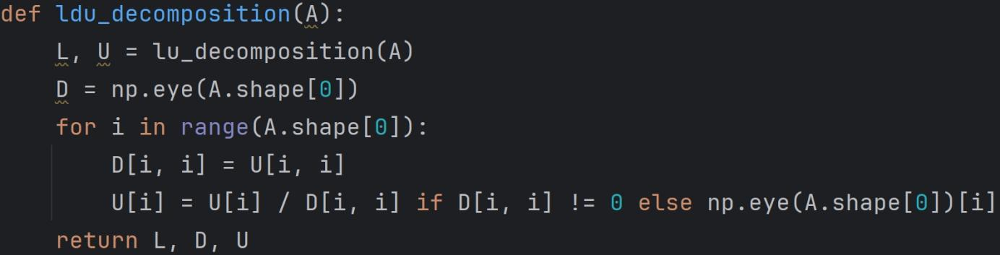 def ldu_decomposition(A):
    L, U = lu_decomposition(A)
    D = np.eye(A.shape[0])
    for i in range(A.shape[0]):
        D[i, i] = U[i, i]
        U[i] = U[i] / D[i, i] if D[i, i] != 0 else np.eye(A.shape[0])[i]
    return L, D, U